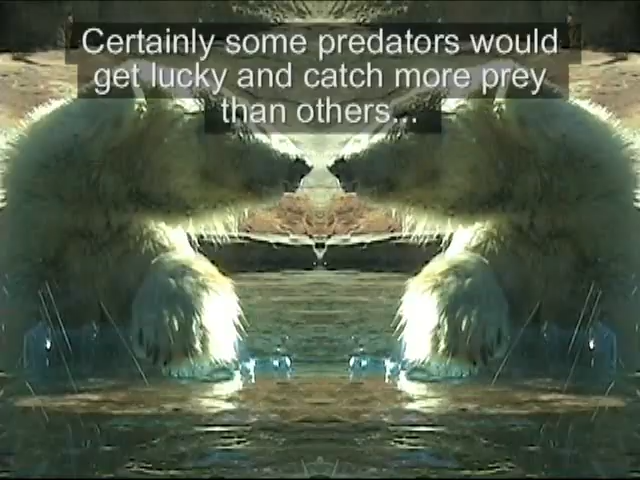 Certainly some predators would
get lucky and catch more prey
than others...